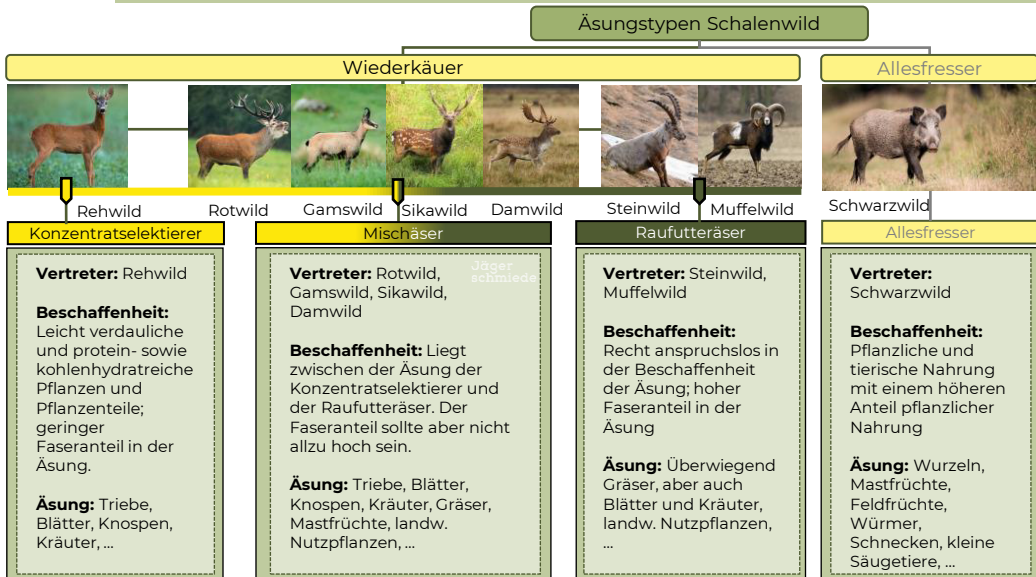 Äsungstypen Schalenwild
Wiederkäuer
Allesfresser
Rehwild
Rotwild
Gamswild
Sikawild
Damwild
Steinwild
Muffelwild
Schwarzwild
Konzentratselektierer
Vertreter: Rehwild
Beschaffenheit:
Leicht verdauliche
und protein- sowie
kohlenhydratreiche
Pflanzen und
Pflanzenteile;
geringer
Faseranteil in der
Äsung.
Äsung: Triebe,
Blätter, Knospen,
Kräuter, ...
Mischäser
Jäger
schmiede
Vertreter: Rotwild,
Gamswild, Sikawild,
Damwild
Beschaffenheit: Liegt
zwischen der Äsung der
Konzentratselektierer und
der Raufutteräser. Der
Faseranteil sollte aber nicht
allzu hoch sein.
Äsung: Triebe, Blätter,
Knospen, Kräuter, Gräser,
Mastfrüchte, landw.
Nutzpflanzen, ...
Raufutteräser
Vertreter: Steinwild,
Muffelwild
Beschaffenheit:
Recht anspruchslos in
der Beschaffenheit
der Äsung; hoher
Faseranteil in der
Äsung
Äsung: Überwiegend
Gräser, aber auch
Blätter und Kräuter,
landw. Nutzpflanzen,
...
Allesfresser
Vertreter:
Schwarzwild
Beschaffenheit:
Pflanzliche und
tierische Nahrung
mit einem höheren
Anteil pflanzlicher
Nahrung
Äsung: Wurzeln,
Mastfrüchte,
Feldfrüchte,
Würmer,
Schnecken, kleine
Säugetiere, ...